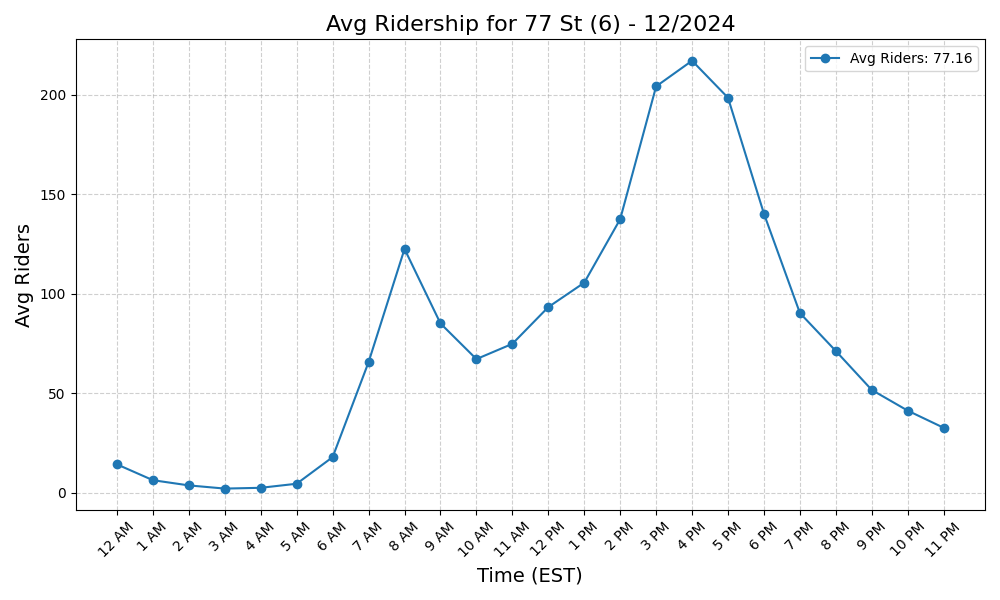 Avg Ridership for 77 St (6) - 12/2024
Avg Riders: 77.16
Avg Riders
200
150
100
50
0
12 AM
1 AM
2 AM
3 AM
4 AM
5 AM
6 AM
7 AM
8 AM
9 AM
10 AM
11 AM
12 PM
1 PM
2 PM
3 PM
4 PM
5 PM
6 PM
7 PM
8 PM
9 PM
10 PM
11 PM
Time (EST)